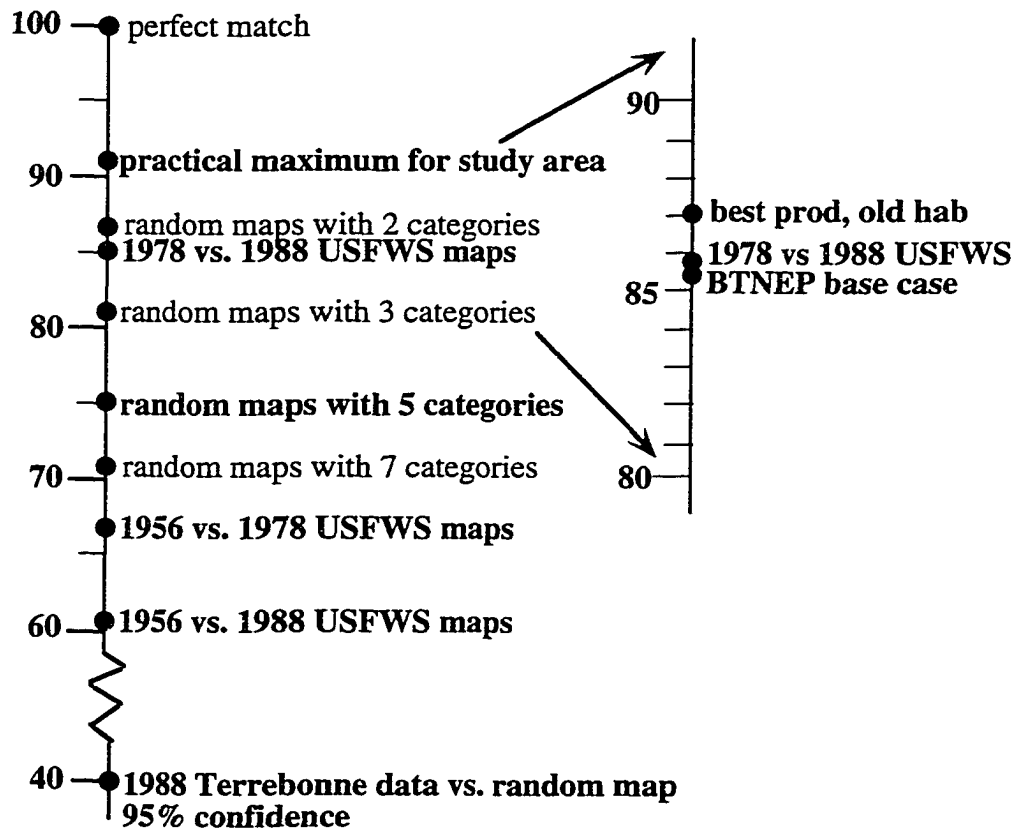 100 perfect match
practical maximum for study area
90
random maps with 2 categories
1978 vs. 1988 USFWS maps
random maps with 3 categories
80
random maps with 5 categories
random maps with 7 categories
70
1956 vs. 1978 USFWS maps
1956 vs. 1988 USFWS maps
60
40 1988 Terrebonne data vs. random map
95% confidence
90
best prod, old hab
1978 vs 1988 USFWS
BTNEP base case
85
80